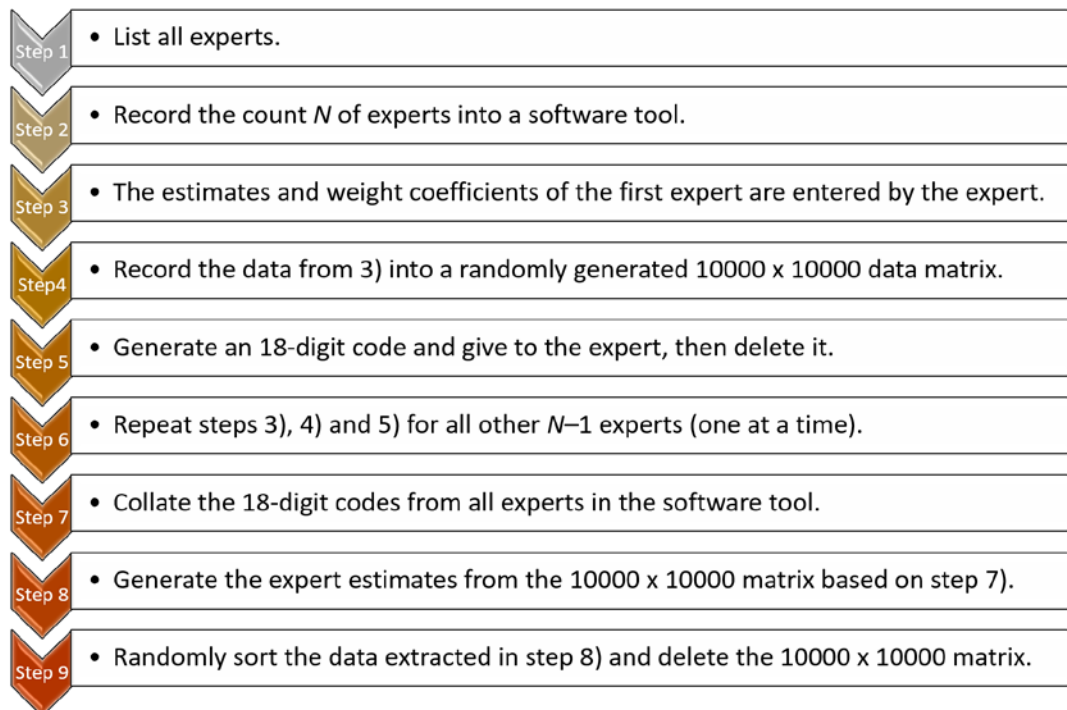 Step 1 • List all experts.
Step 2 • Record the count N of experts into a software tool.
Step 3 • The estimates and weight coefficients of the first expert are entered by the expert.
Step4 • Record the data from 3) into a randomly generated 10000 x 10000 data matrix.
Step 5 • Generate an 18-digit code and give to the expert, then delete it.
Step 6 • Repeat steps 3), 4) and 5) for all other N–1 experts (one at a time).
Step 7 • Collate the 18-digit codes from all experts in the software tool.
Step 8 • Generate the expert estimates from the 10000 x 10000 matrix based on step 7).
Step 9 • Randomly sort the data extracted in step 8) and delete the 10000 x 10000 matrix.